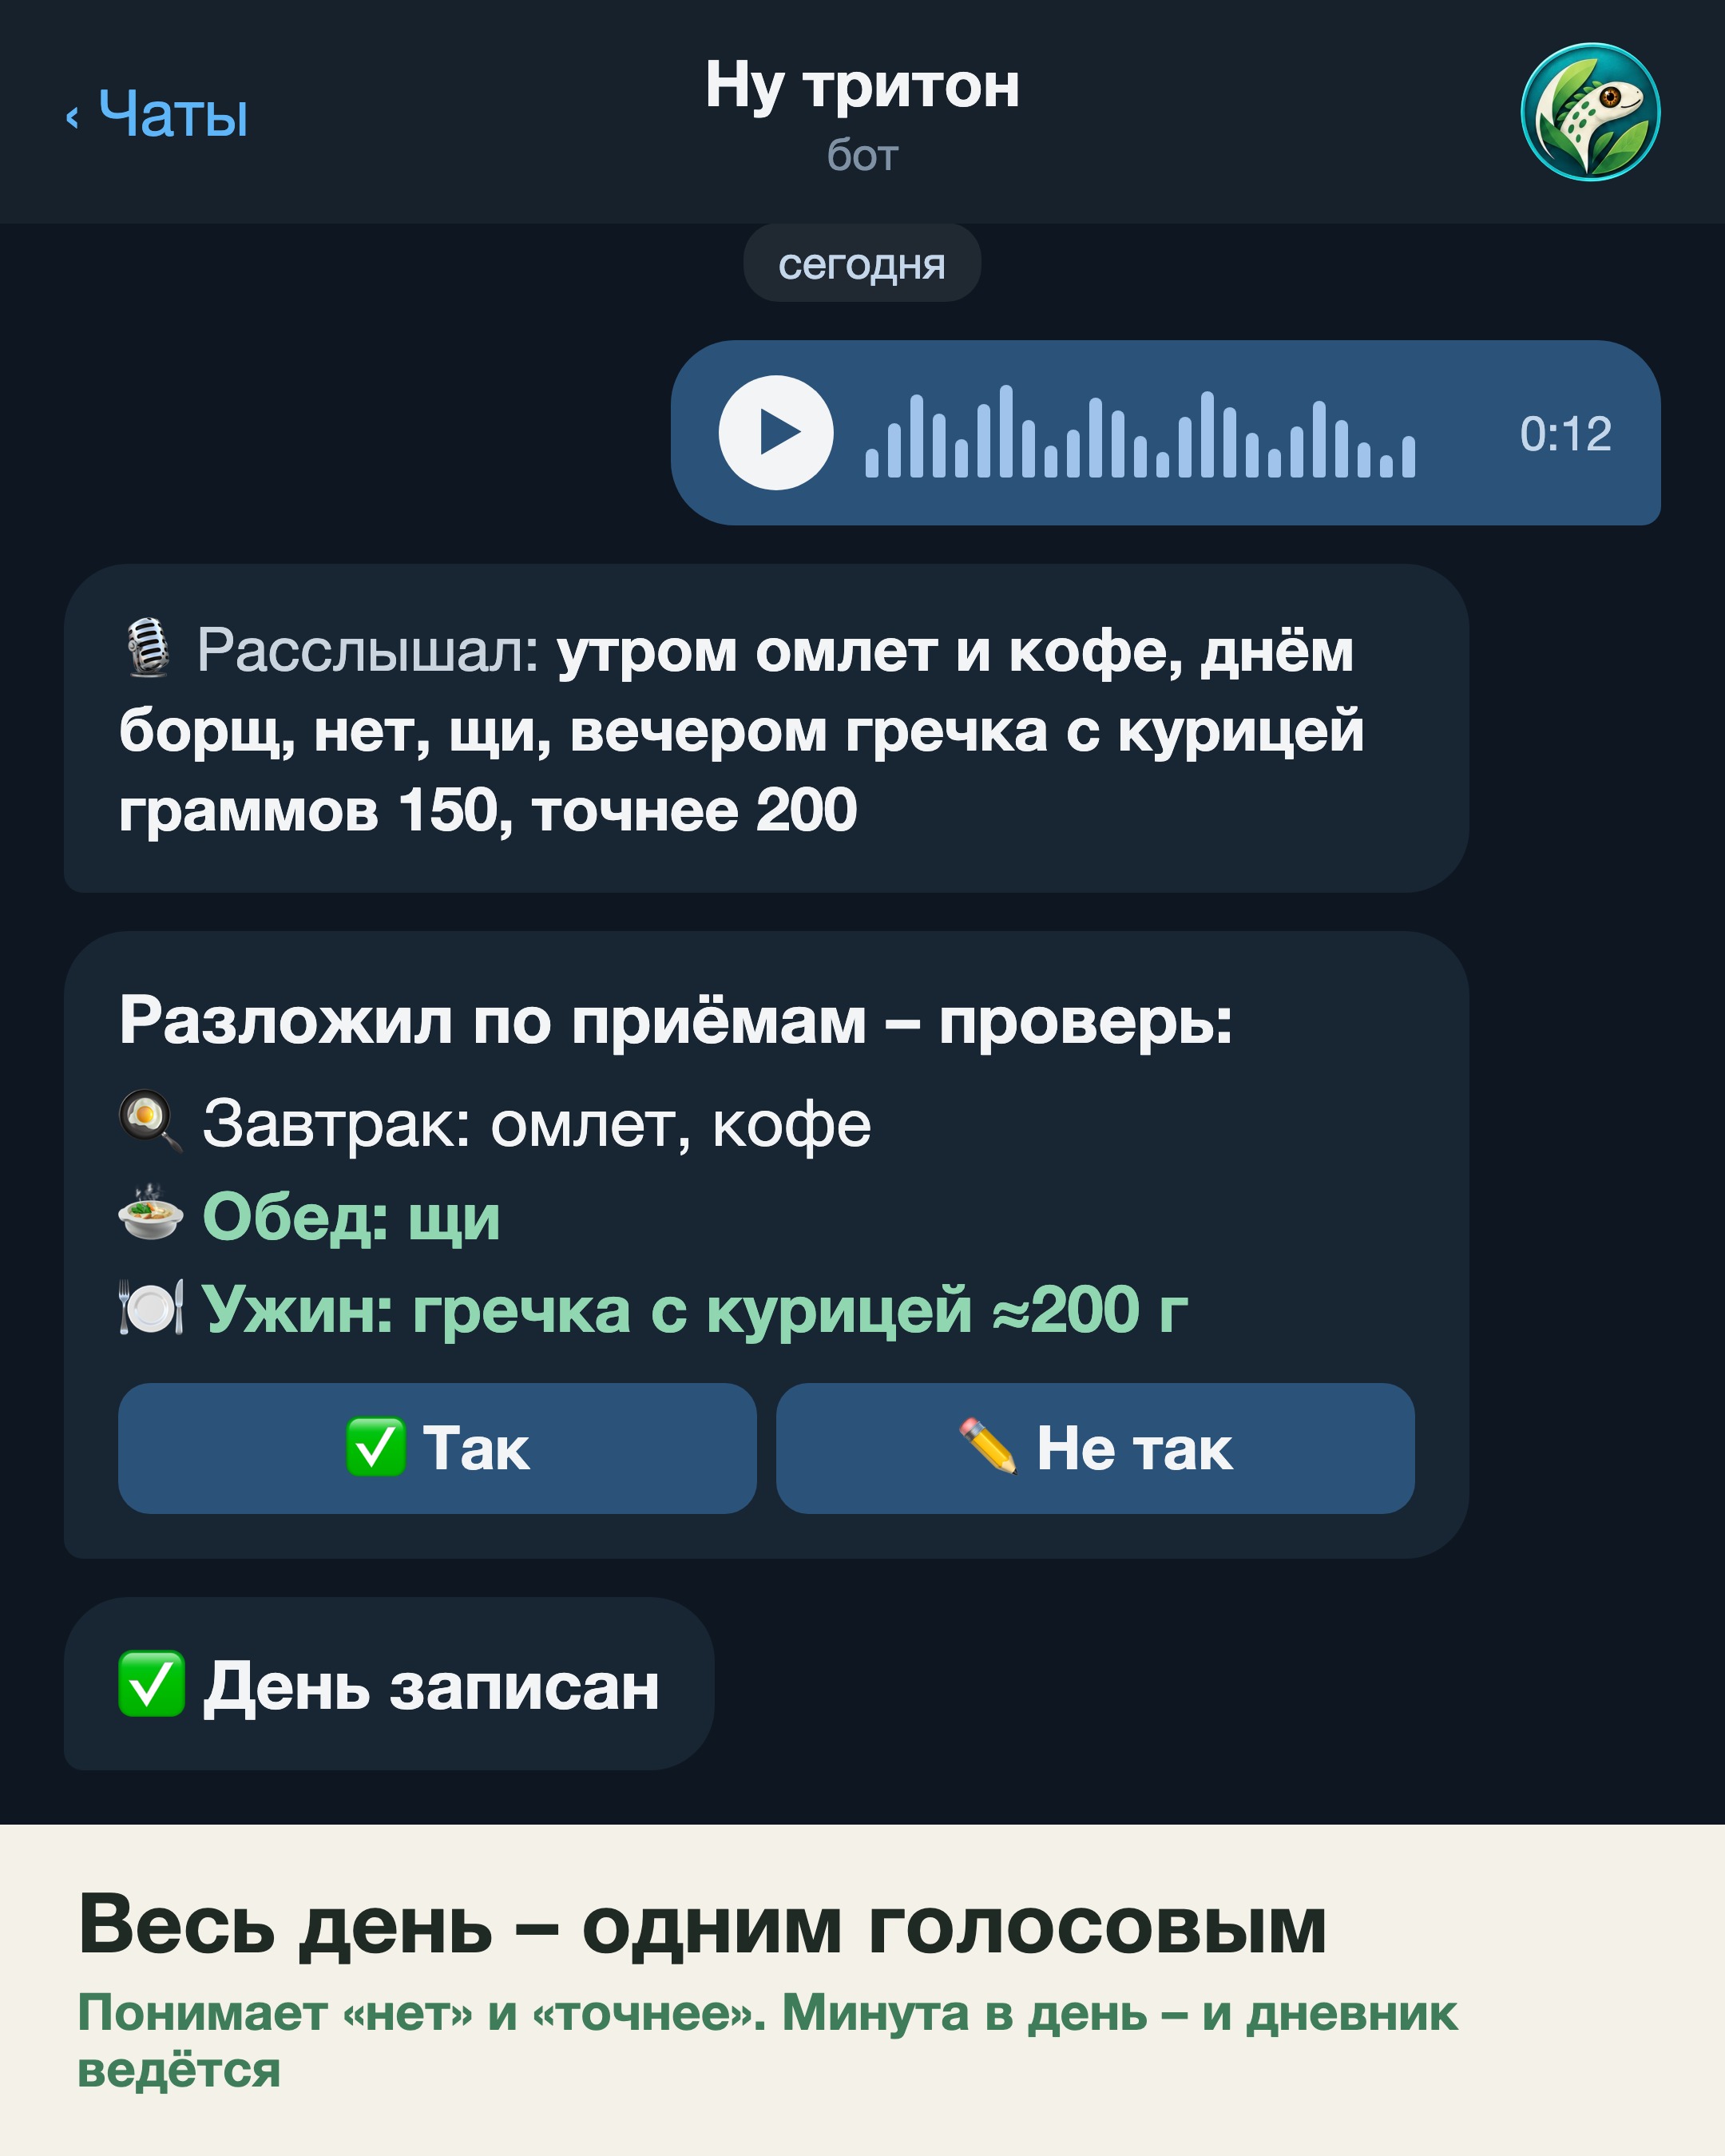 ‹ Чаты
Ну тритон
бот
сегодня
0:12
🎙️ Расслышал: утром омлет и кофе, днём
борщ, нет, щи, вечером гречка с курицей
граммов 150, точнее 200
Разложил по приёмам – проверь:
🍳 Завтрак: омлет, кофе
🍲 Обед: щи
🍽️ Ужин: гречка с курицей ≈200 г
✅ Так
✏️ Не так
✅ День записан
Весь день – одним голосовым
Понимает «нет» и «точнее». Минута в день – и дневник
ведётся